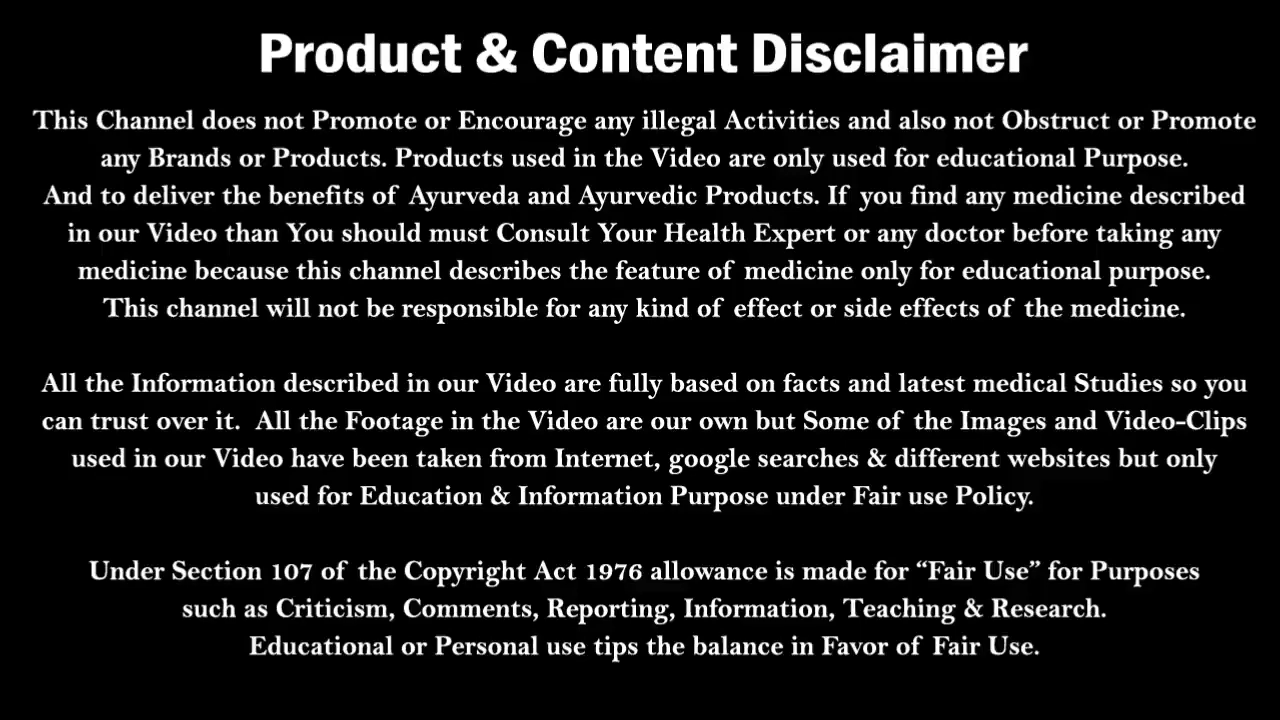 Product & Content Disclaimer
This Channel does not Promote or Encourage any illegal Activities and also not Obstruct or Promote
any Brands or Products. Products used in the Video are only used for educational Purpose.
And to deliver the benefits of Ayurveda and Ayurvedic Products. If you find any medicine described
in our Video than You should must Consult Your Health Expert or any doctor before taking any
medicine because this channel describes the feature of medicine only for educational purpose.
This channel will not be responsible for any kind of effect or side effects of the medicine.
All the Information described in our Video are fully based on facts and latest medical Studies so you
can trust over it. All the Footage in the Video are our own but Some of the Images and Video-Clips
used in our Video have been taken from Internet, google searches & different websites but only
used for Education & Information Purpose under Fair use Policy.
Under Section 107 of the Copyright Act 1976 allowance is made for “Fair Use” for Purposes
such as Criticism, Comments, Reporting, Information, Teaching & Research.
Educational or Personal use tips the balance in Favor of Fair Use.